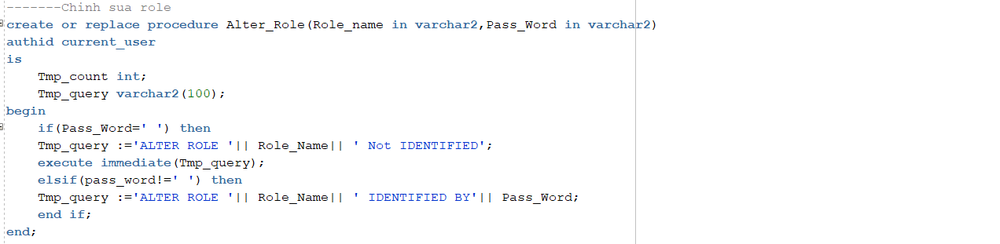 -------Chinh sua role
create or replace procedure Alter_Role(Role_name in varchar2,Pass_Word in varchar2)
authid current_user
is
    Tmp_count int;
    Tmp_query varchar2(100);
begin
    if(Pass_Word=' ') then
    Tmp_query :='ALTER ROLE '|| Role_Name|| ' Not IDENTIFIED';
    execute immediate(Tmp_query);
    elsif(pass_word!=' ') then
    Tmp_query :='ALTER ROLE '|| Role_Name|| ' IDENTIFIED BY'|| Pass_Word;
    end if;
end;